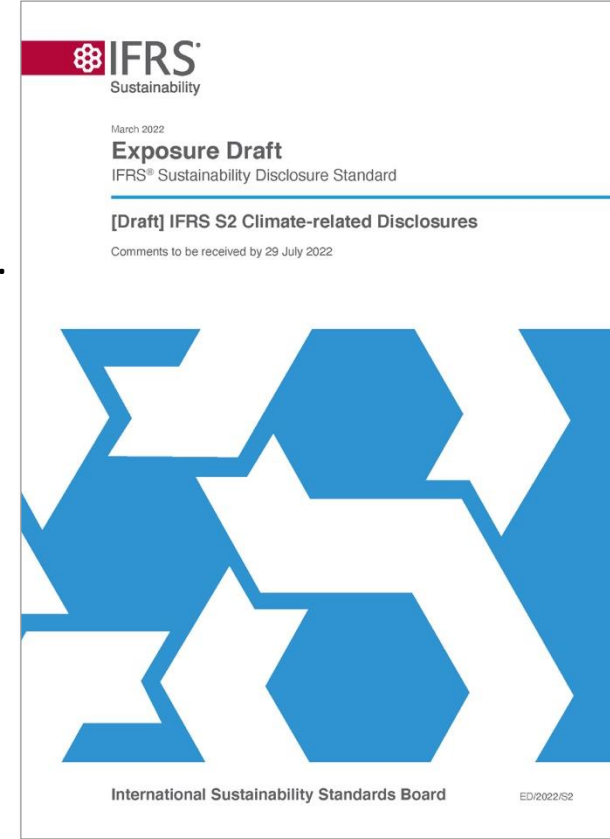 IFRS®
Sustainability
March 2022
Exposure Draft
IFRS® Sustainability Disclosure Standard
[Draft] IFRS S2 Climate-related Disclosures
Comments to be received by 29 July 2022
International Sustainability Standards Board
ED/2022/S2